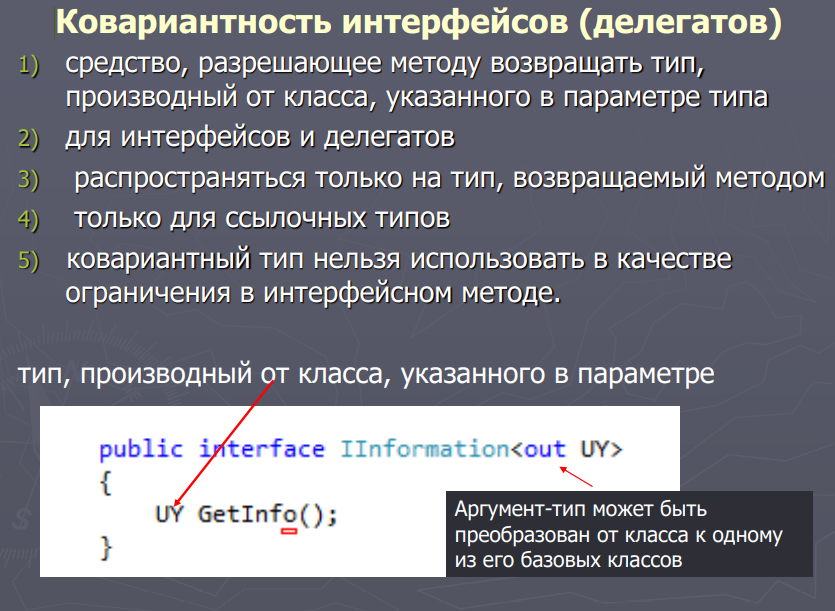 Ковариантность интерфейсов (делегатов)
1) средство, разрешающее методу возвращать тип,
производный от класса, указанного в параметре типа
2) для интерфейсов и делегатов
3) распространяться только на тип, возвращаемый методом
4) только для ссылочных типов
5) ковариантный тип нельзя использовать в качестве
ограничения в интерфейсном методе.
тип, производный от класса, указанного в параметре
public interface IInformation<out UY>
{
UY GetInfo();
}
Аргумент-тип может быть
преобразован от класса к одному
из его базовых классов